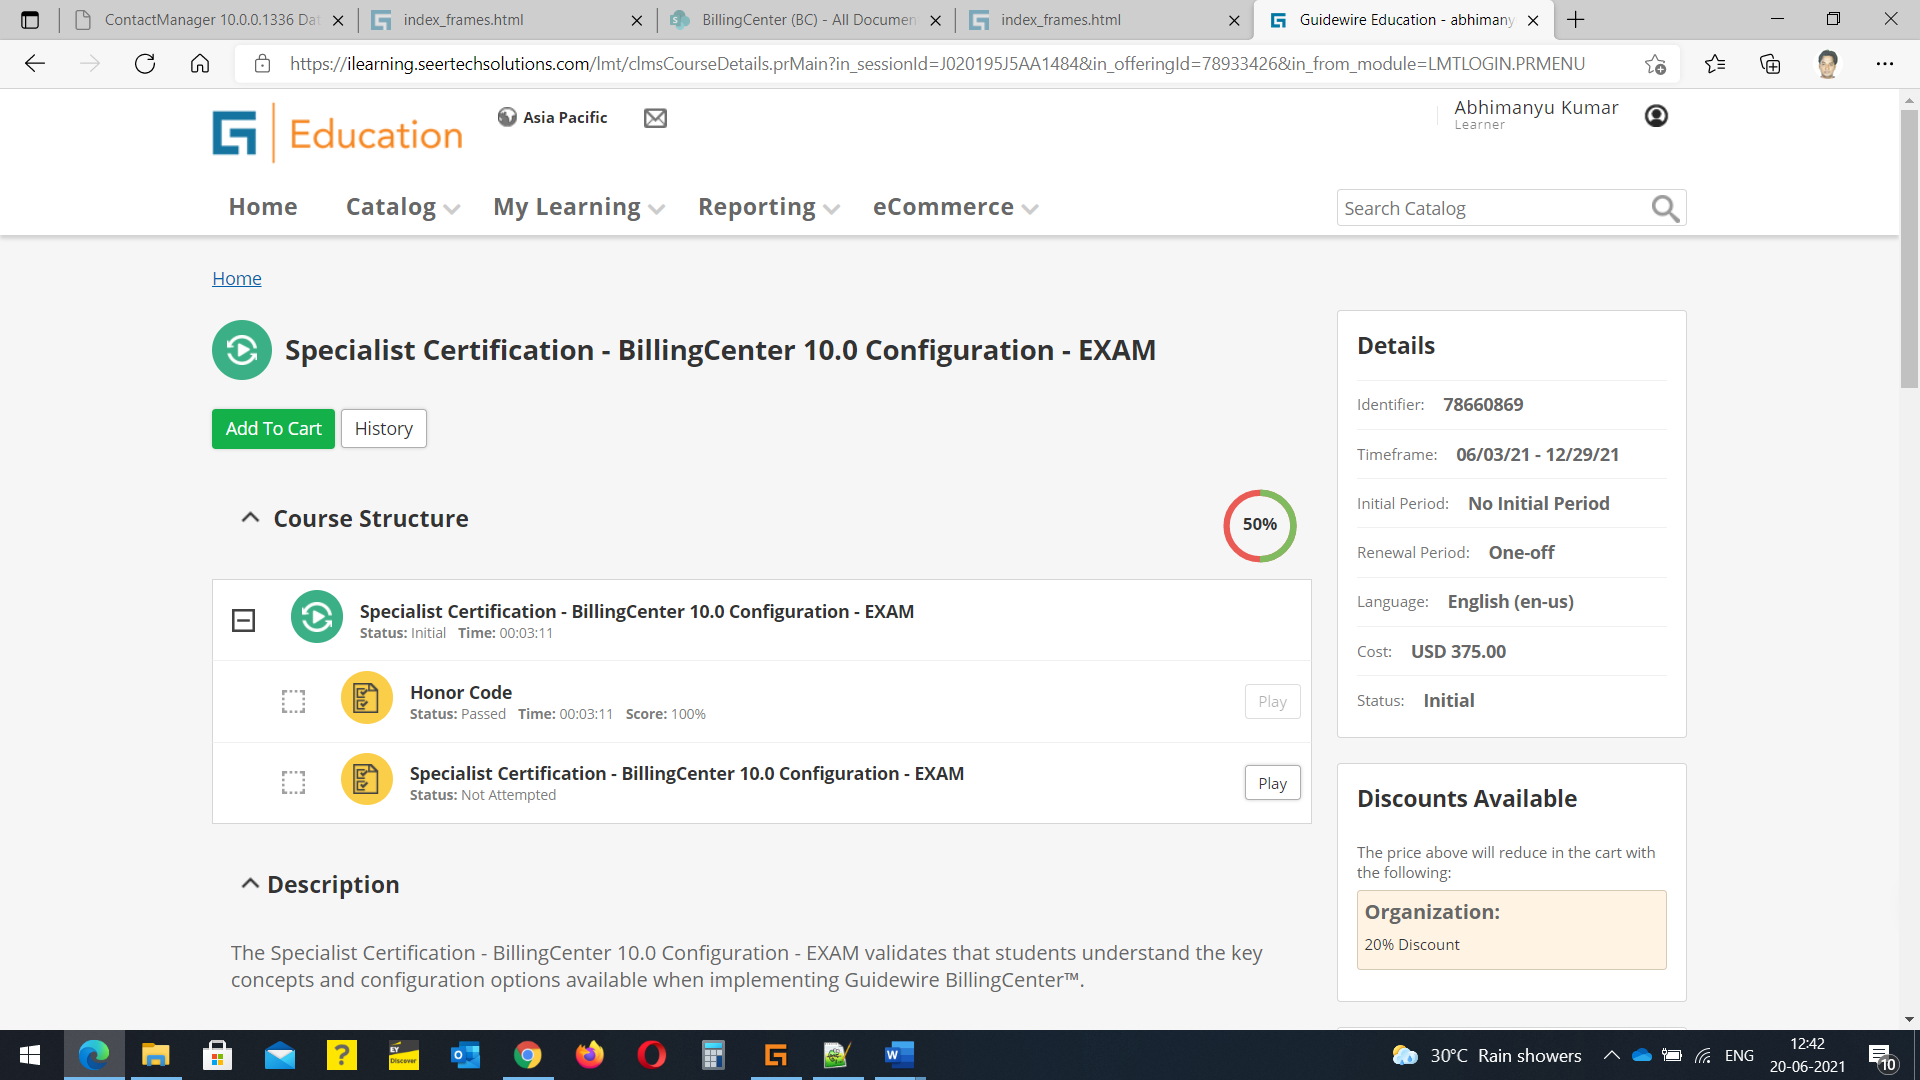 ContactManager 10.0.0.1336 Dat
index_frames.html
BillingCenter (BC) - All Documen
index_frames.html
Guidewire Education - abhimany
https://ilearning.seertechsolutions.com/lmt/clmsCourseDetails.prMain?in_sessionId=J020195J5AA1484&in_offeringId=78933426&in_from_module=LMTLOGIN.PRMENU
Education
Asia Pacific
Abhimanyu Kumar
Learner
Home
Catalog
My Learning
Reporting
eCommerce
Search Catalog
Home
Specialist Certification - BillingCenter 10.0 Configuration - EXAM
Add To Cart
History
Course Structure
50%
Specialist Certification - BillingCenter 10.0 Configuration - EXAM
Status: Initial Time: 00:03:11
Honor Code
Status: Passed Time: 00:03:11 Score: 100%
Play
Specialist Certification - BillingCenter 10.0 Configuration - EXAM
Status: Not Attempted
Play
Description
The Specialist Certification - BillingCenter 10.0 Configuration - EXAM validates that students understand the key
concepts and configuration options available when implementing Guidewire BillingCenter™.
Details
Identifier: 78660869
Timeframe: 06/03/21 - 12/29/21
Initial Period: No Initial Period
Renewal Period: One-off
Language: English (en-us)
Cost: USD 375.00
Status: Initial
Discounts Available
The price above will reduce in the cart with
the following:
Organization:
20% Discount
EY
Discover
30°C Rain showers
ENG
12:42
20-06-2021
10